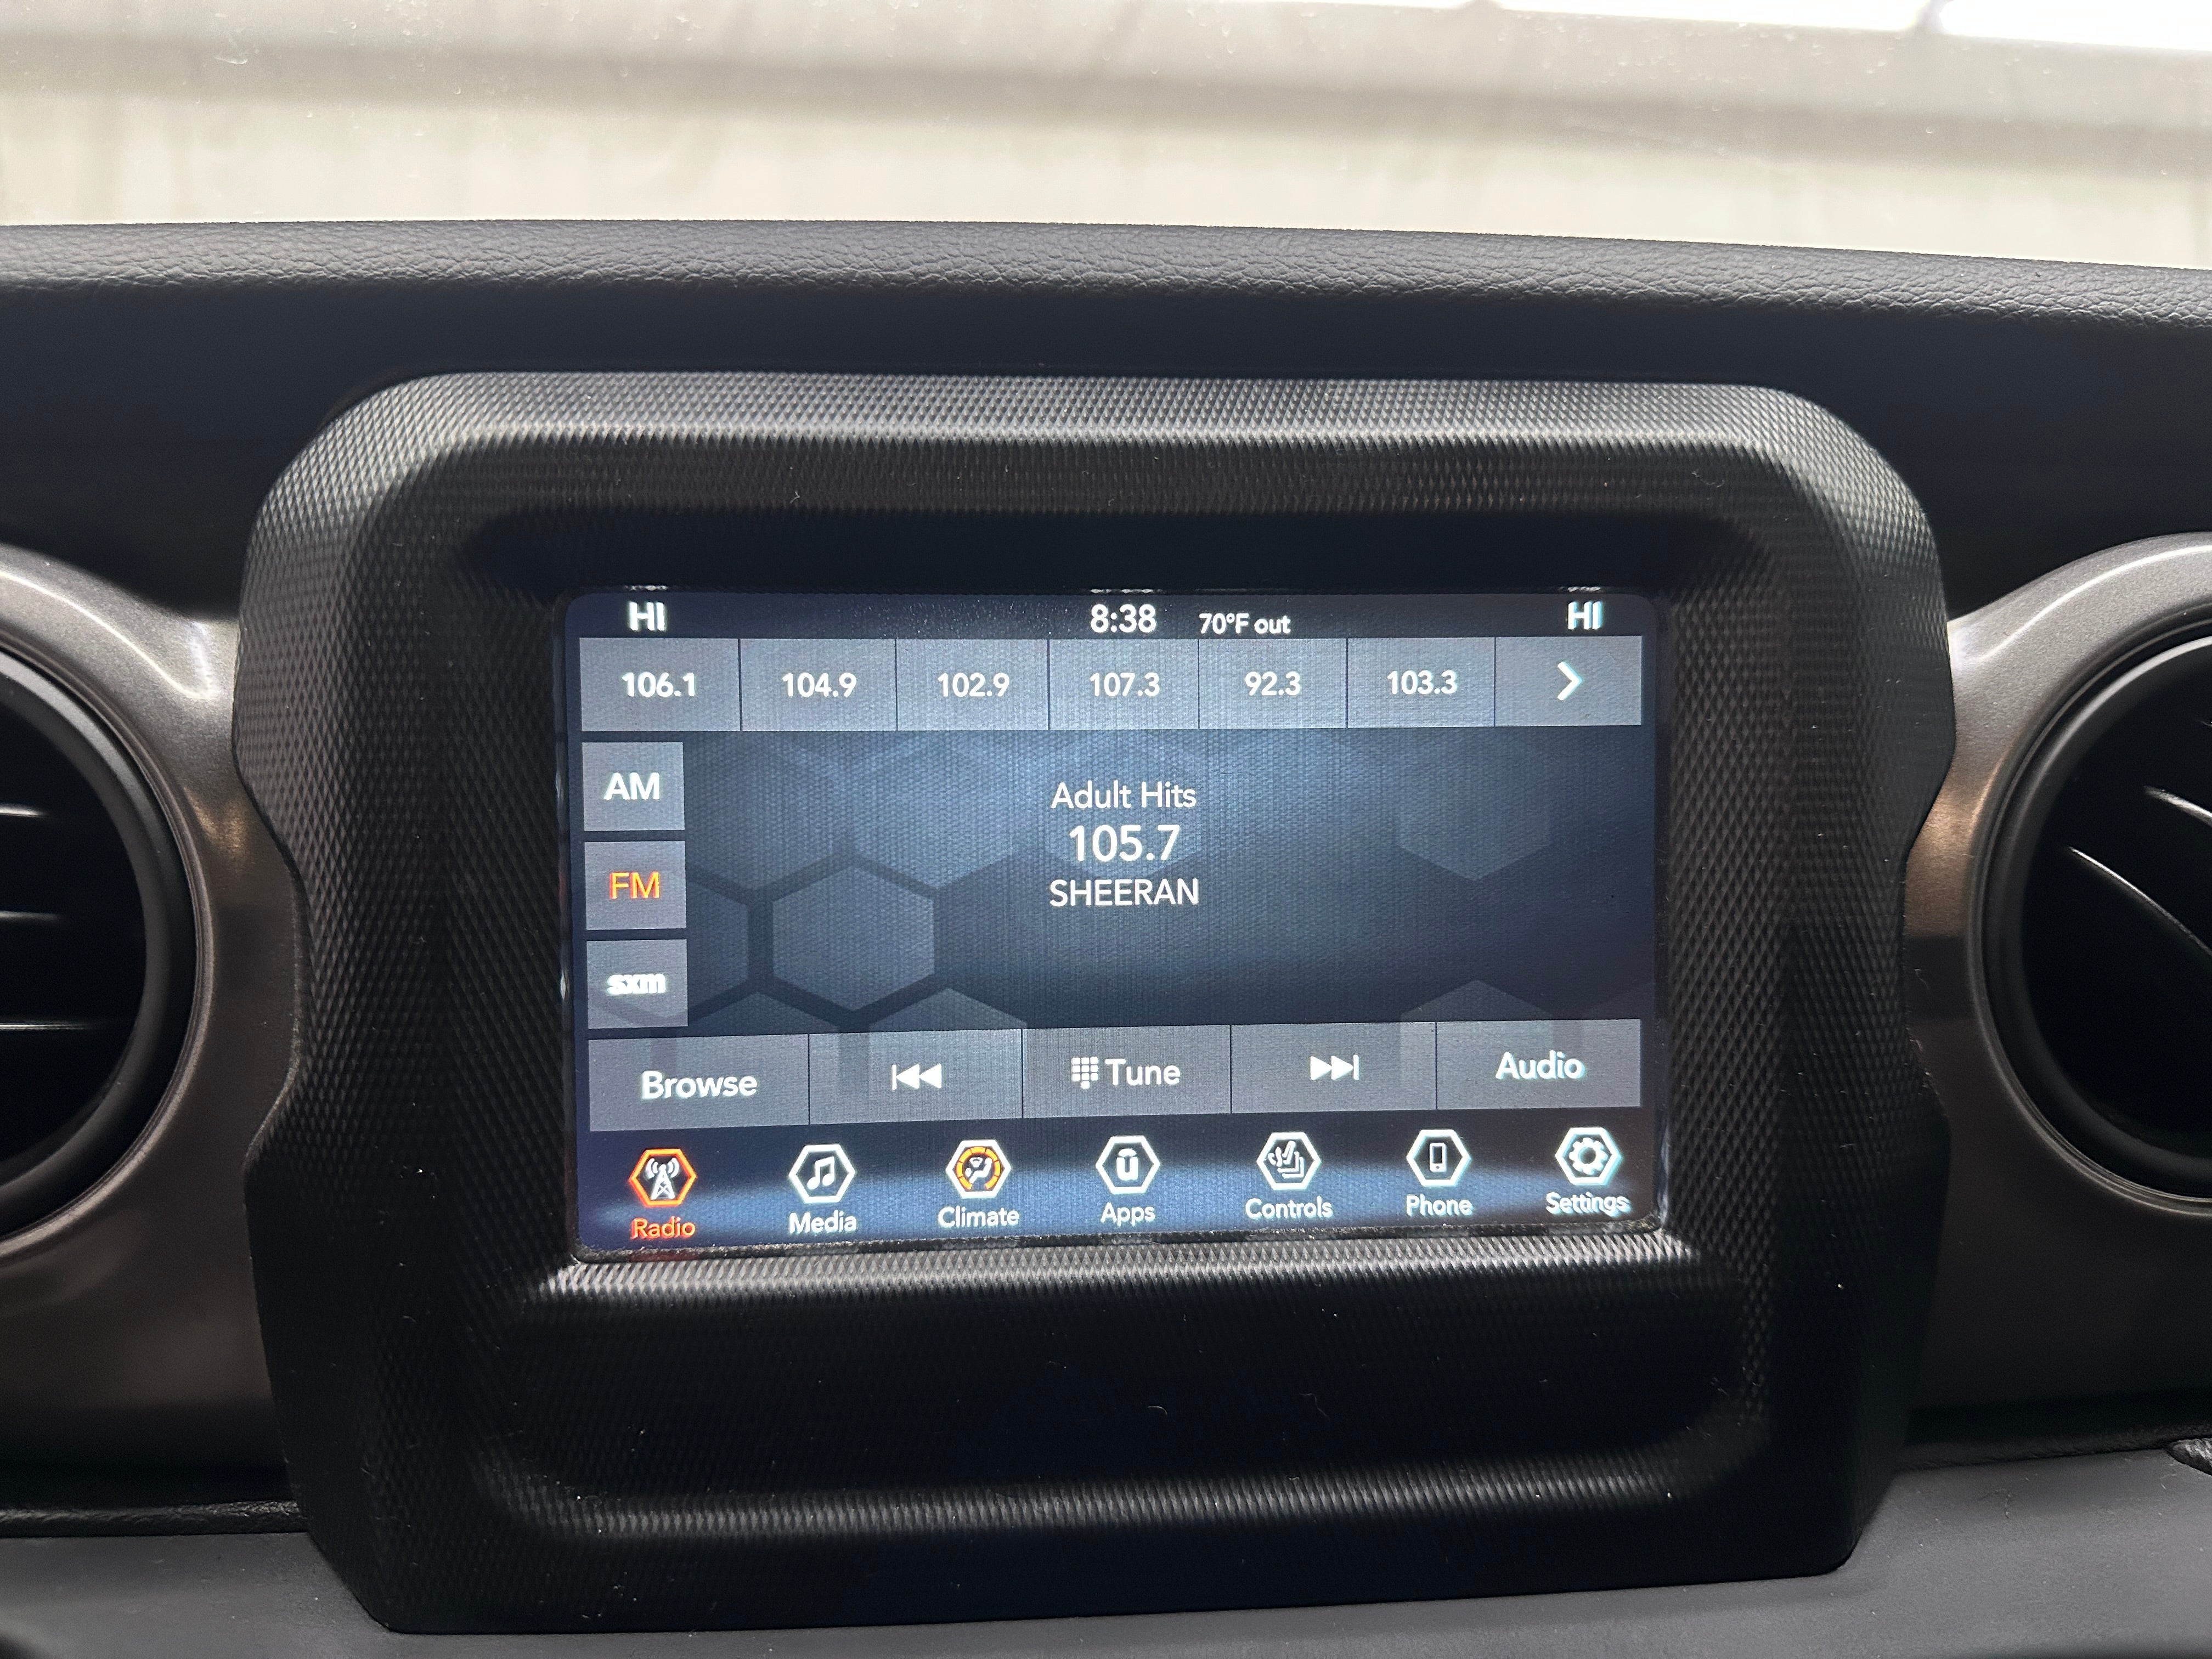 HI 8:38 70°F out HI
106.1 104.9 102.9 107.3 92.3 103.3
AM
Adult Hits
105.7
FM
SHEERAN
sxm
Browse Tune Audio
Radio Media Climate Apps Controls Phone Settings